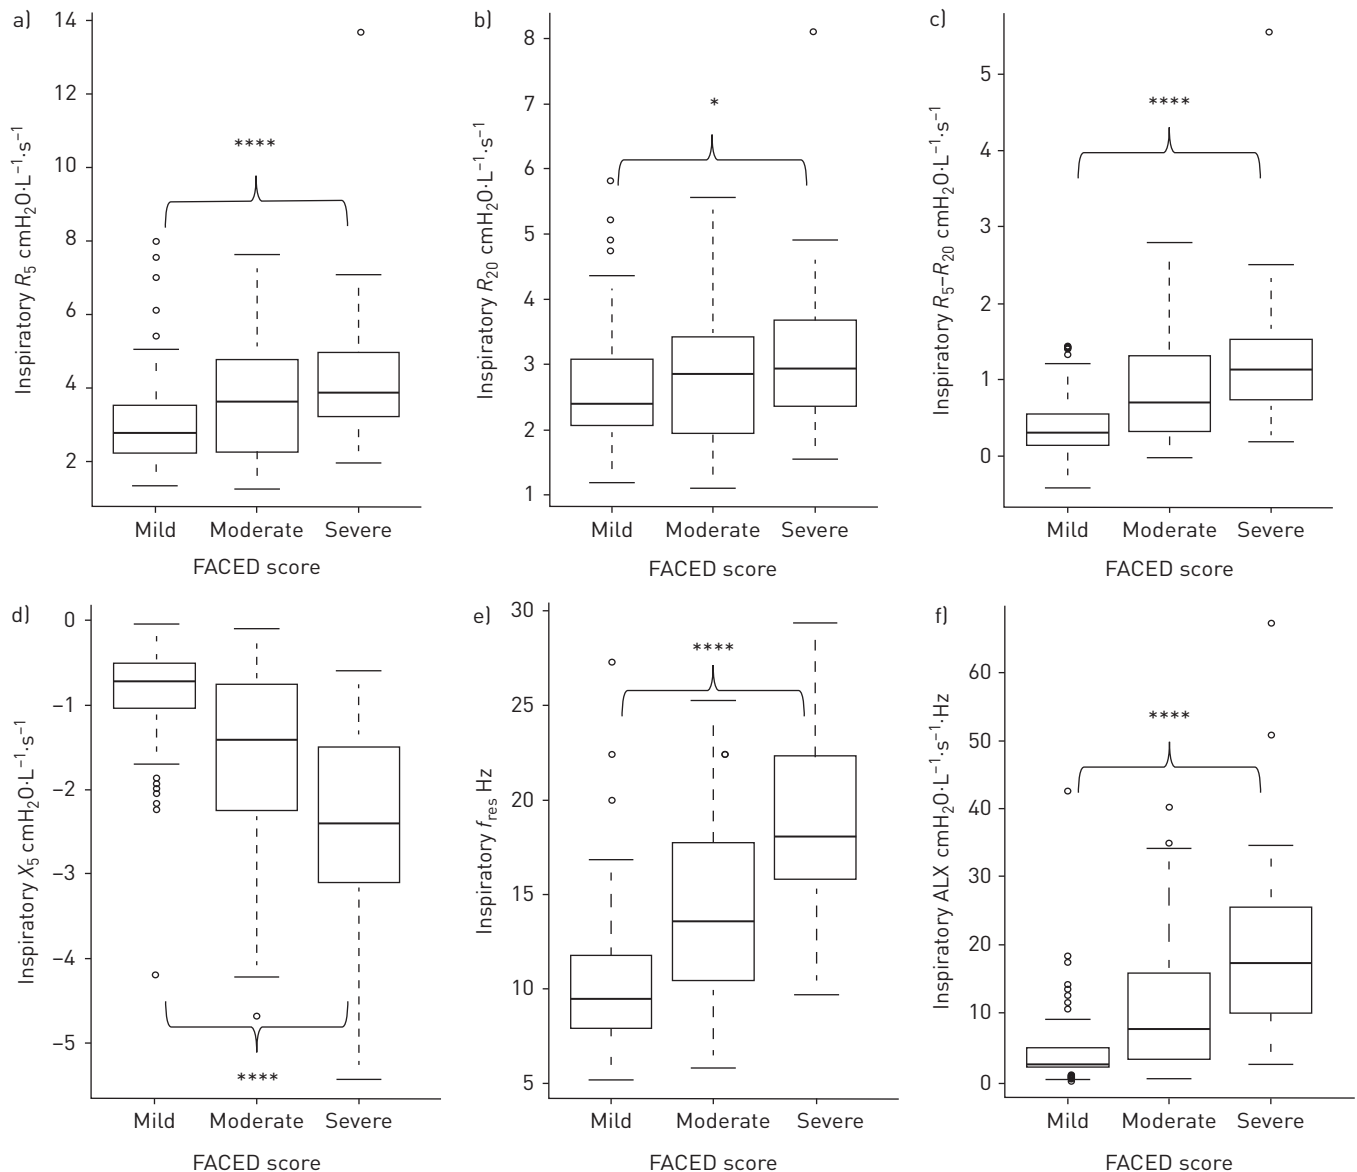 a)
14
12
10
8
6
4
2
Inspiratory R₅ cmH₂O·L⁻¹·s⁻¹
****
Mild Moderate Severe
FACED score
b)
8
7
6
5
4
3
2
1
Inspiratory R₂₀ cmH₂O·L⁻¹·s⁻¹
*
Mild Moderate Severe
FACED score
c)
5
4
3
2
1
0
Inspiratory R₅–R₂₀ cmH₂O·L⁻¹·s⁻¹
****
Mild Moderate Severe
FACED score
d)
0
–1
–2
–3
–4
–5
Inspiratory X₅ cmH₂O·L⁻¹·s⁻¹
****
Mild Moderate Severe
FACED score
e)
30
25
20
15
10
5
Inspiratory fres Hz
****
Mild Moderate Severe
FACED score
f)
60
50
40
30
20
10
0
Inspiratory ALX cmH₂O·L⁻¹·s⁻¹·Hz
****
Mild Moderate Severe
FACED score